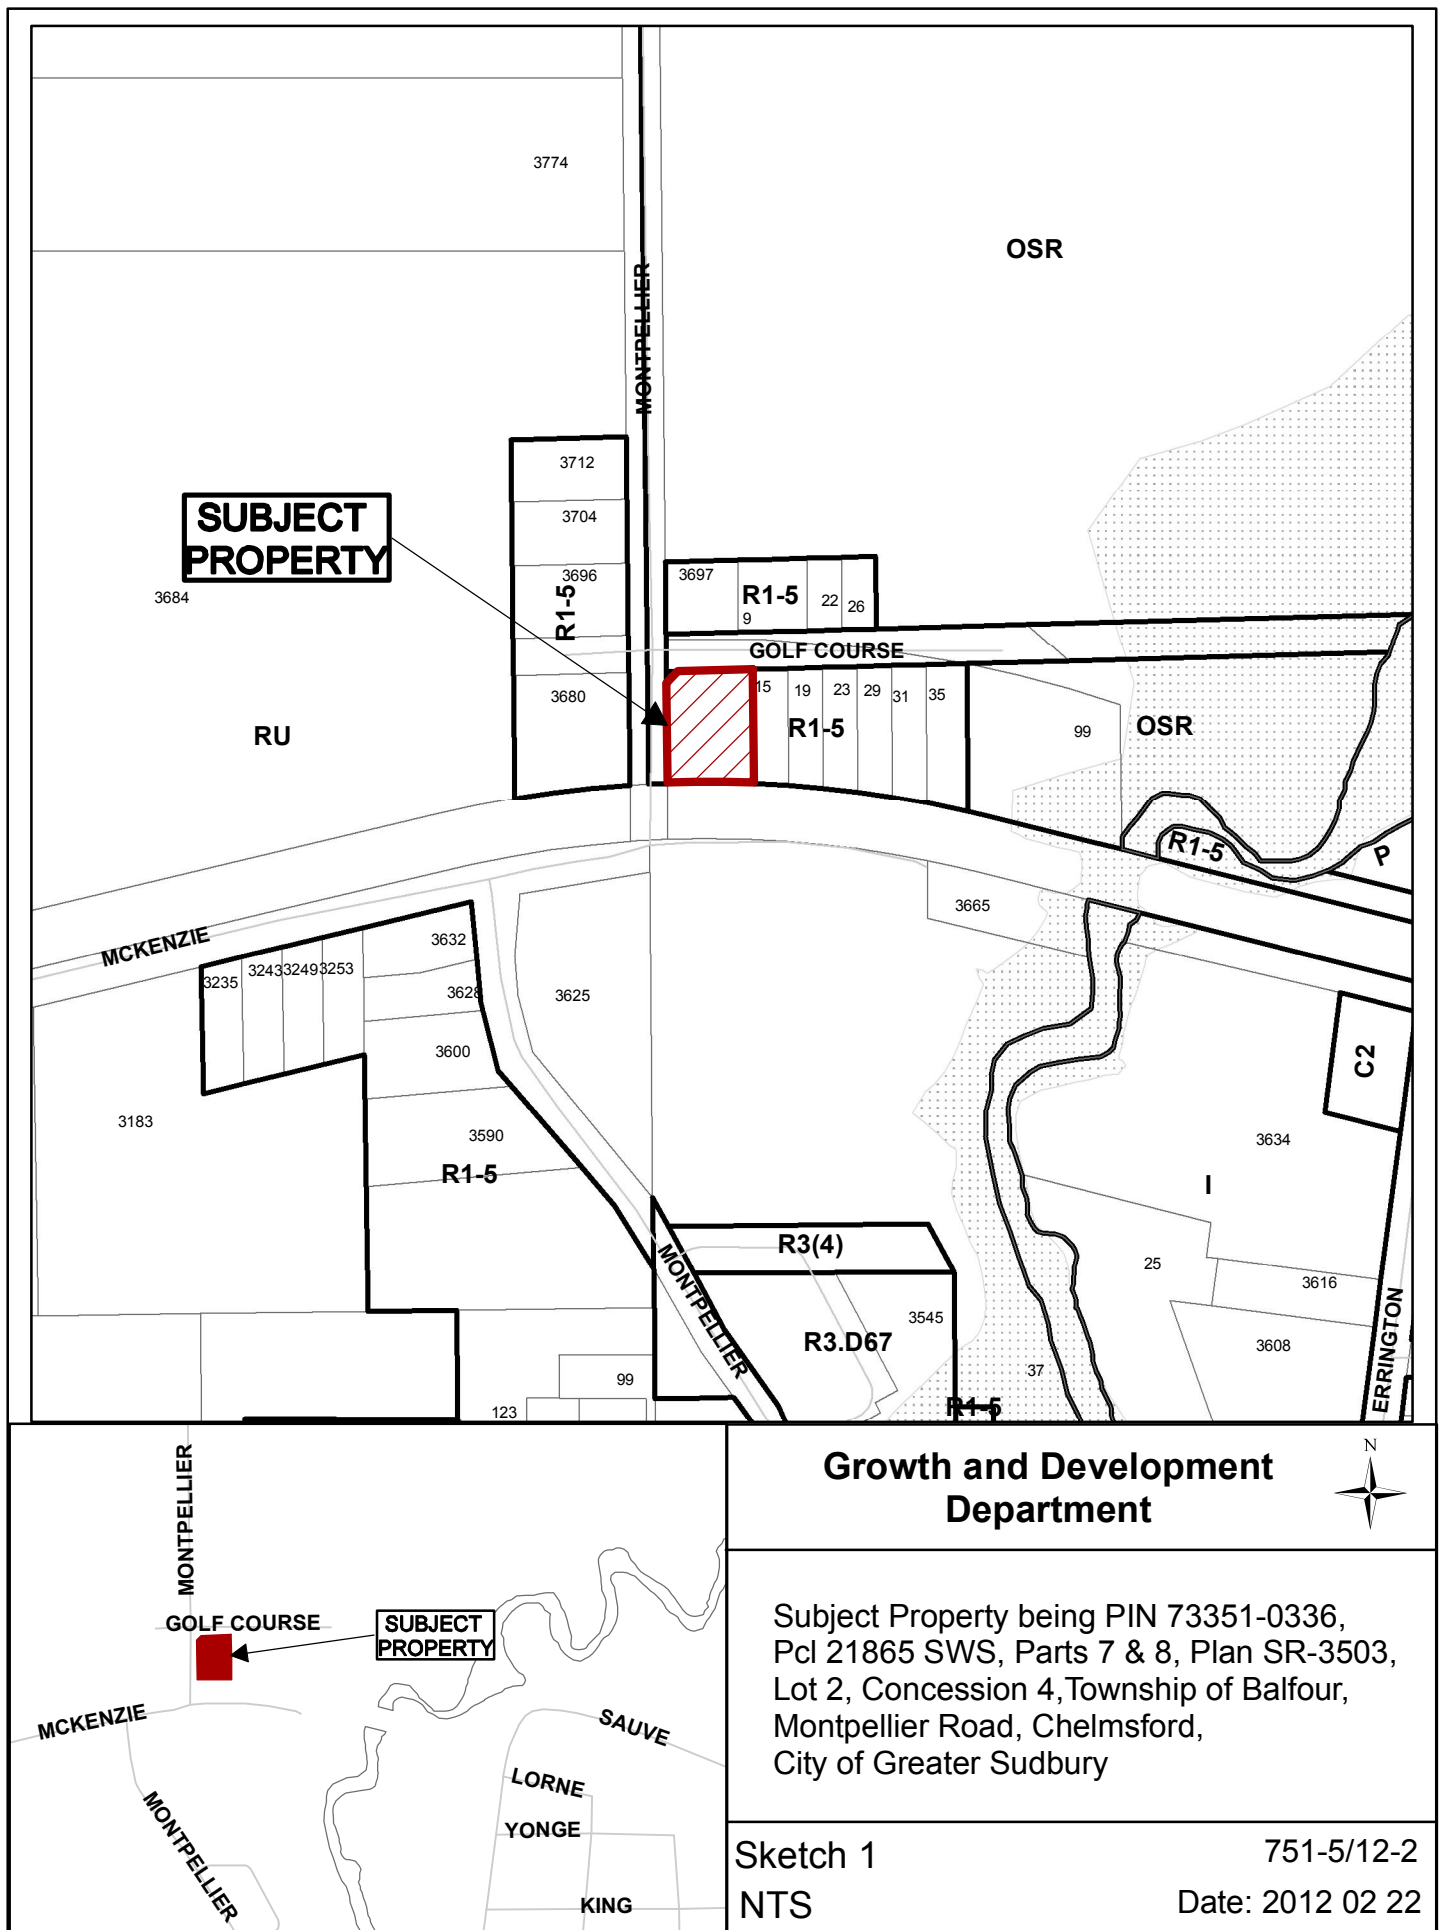 3774
OSR
MONTPELLIER
3712
3704
3696
R1-5
3680
SUBJECT
PROPERTY
3684
RU
3697
R1-5
9
22
26
GOLF COURSE
15
19
23
29
31
35
R1-5
99
OSR
R1-5
P
MCKENZIE
3235
3243
3249
3253
3632
3628
3600
3625
3665
3183
3590
R1-5
C2
3634
I
R3(4)
MONTPELLIER
R3.D67
3545
25
3616
3608
ERRINGTON
37
R1-5
99
123
MONTPELLIER
GOLF COURSE
SUBJECT
PROPERTY
MCKENZIE
MONTPELLIER
SAUVE
LORNE
YONGE
KING
Growth and Development
Department
N
Subject Property being PIN 73351-0336,
Pcl 21865 SWS, Parts 7 & 8, Plan SR-3503,
Lot 2, Concession 4,Township of Balfour,
Montpellier Road, Chelmsford,
City of Greater Sudbury
Sketch 1
NTS
751-5/12-2
Date: 2012 02 22